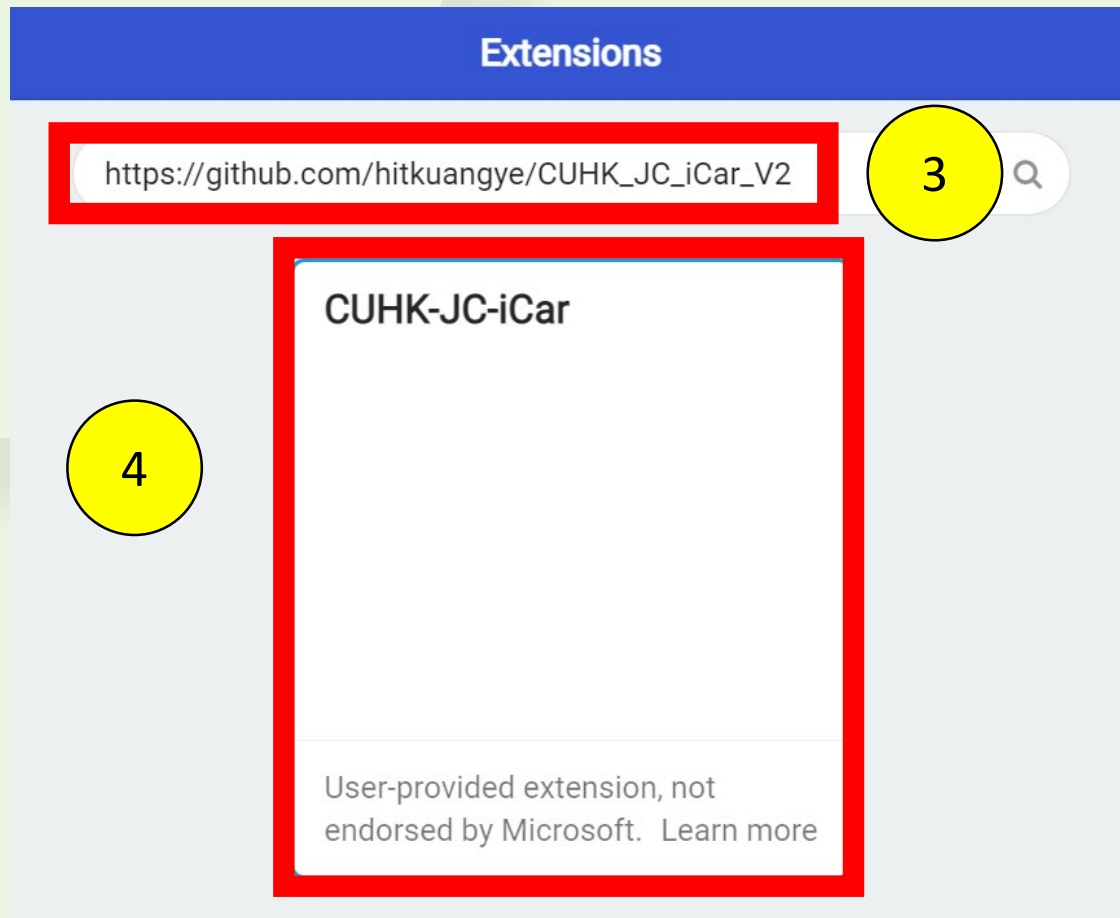 Extensions
https://github.com/hitkuangye/CUHK_JC_iCar_V2
3
CUHK-JC-iCar
4
User-provided extension, not
endorsed by Microsoft. Learn more